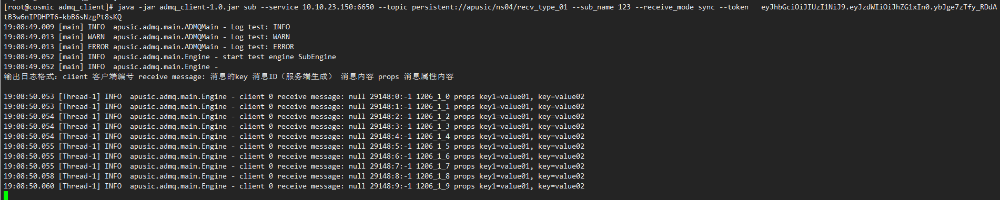 [root@cosmic admq_client]# java -jar admq_client-1.0.jar sub --service 10.10.23.150:6650 --topic persistent://apusic/ns04/recv_type_01 --sub_name 123 --receive_mode sync --token   eyJhbGciOiJIUzI1NiJ9.eyJzdWIiOiJhZG1xIn0.ybJge7zTfy_RDdA
tB3w6nIPDHPT6-kbB6sNzgPt8sKQ
19:08:49.009 [main] INFO  apusic.admq.main.ADMQMain - Log test: INFO
19:08:49.013 [main] WARN  apusic.admq.main.ADMQMain - Log test: WARN
19:08:49.013 [main] ERROR apusic.admq.main.ADMQMain - Log test: ERROR
19:08:49.052 [main] INFO  apusic.admq.main.Engine - start test engine SubEngine
19:08:49.052 [main] INFO  apusic.admq.main.Engine -
输出日志格式：client 客户端编号 receive message: 消息的key 消息ID（服务端生成） 消息内容 props 消息属性内容
19:08:50.053 [Thread-1] INFO  apusic.admq.main.Engine - client 0 receive message: null 29148:0:-1 1206_1_0 props key1=value01, key=value02
19:08:50.053 [Thread-1] INFO  apusic.admq.main.Engine - client 0 receive message: null 29148:1:-1 1206_1_1 props key1=value01, key=value02
19:08:50.054 [Thread-1] INFO  apusic.admq.main.Engine - client 0 receive message: null 29148:2:-1 1206_1_2 props key1=value01, key=value02
19:08:50.054 [Thread-1] INFO  apusic.admq.main.Engine - client 0 receive message: null 29148:3:-1 1206_1_3 props key1=value01, key=value02
19:08:50.054 [Thread-1] INFO  apusic.admq.main.Engine - client 0 receive message: null 29148:4:-1 1206_1_4 props key1=value01, key=value02
19:08:50.055 [Thread-1] INFO  apusic.admq.main.Engine - client 0 receive message: null 29148:5:-1 1206_1_5 props key1=value01, key=value02
19:08:50.055 [Thread-1] INFO  apusic.admq.main.Engine - client 0 receive message: null 29148:6:-1 1206_1_6 props key1=value01, key=value02
19:08:50.055 [Thread-1] INFO  apusic.admq.main.Engine - client 0 receive message: null 29148:7:-1 1206_1_7 props key1=value01, key=value02
19:08:50.058 [Thread-1] INFO  apusic.admq.main.Engine - client 0 receive message: null 29148:8:-1 1206_1_8 props key1=value01, key=value02
19:08:50.060 [Thread-1] INFO  apusic.admq.main.Engine - client 0 receive message: null 29148:9:-1 1206_1_9 props key1=value01, key=value02